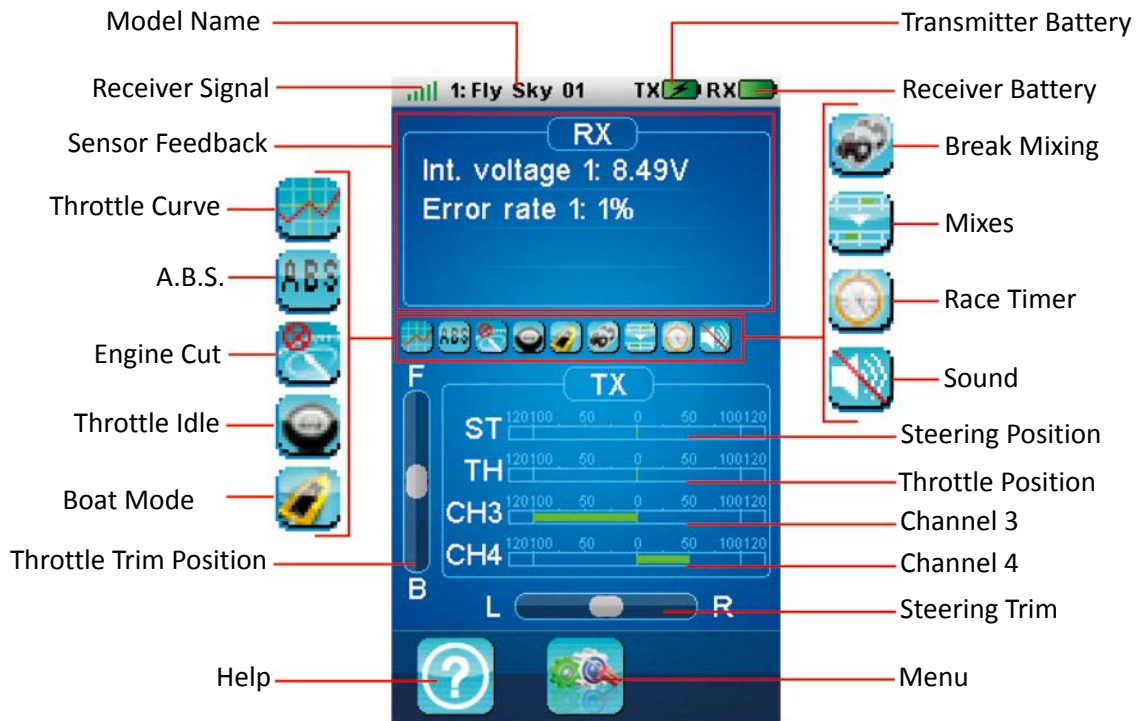 Model Name
Transmitter Battery
Receiver Signal
1: Fly Sky 01
TX
RX
Receiver Battery
Sensor Feedback
RX
Int. voltage 1: 8.49V
Error rate 1: 1%
Break Mixing
Throttle Curve
Mixes
A.B.S.
ABS
Race Timer
Engine Cut
ABS
Sound
Throttle Idle
F
TX
ST
120 100 50 0 50 100 120
Steering Position
TH
120 100 50 0 50 100 120
Throttle Position
Boat Mode
CH3
120 100 50 0 50 100 120
Channel 3
Throttle Trim Position
CH4
120 100 50 0 50 100 120
Channel 4
B
L
R
Steering Trim
Help
?
Menu